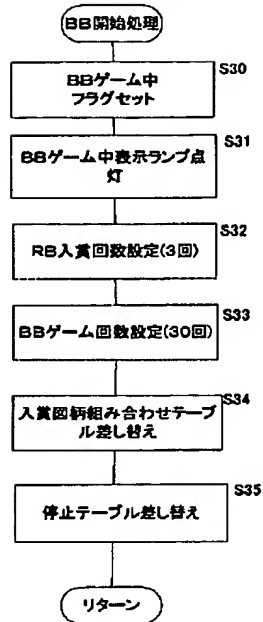 BB開始処理
S30
BBゲーム中
フラグセット
S31
BBゲーム中表示ランプ点
灯
S32
RB入賞回数設定(3回)
S33
BBゲーム回数設定(30回)
S34
入賞図柄組み合わせテーブ
ル差し替え
S35
停止テーブル差し替え
リターン